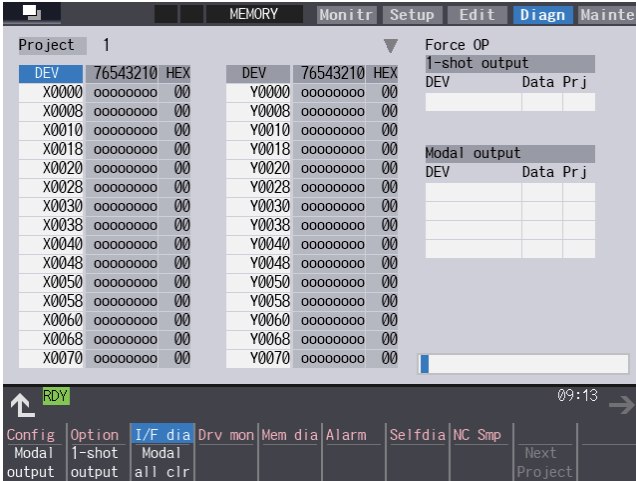 MEMORY Monitr Setup Edit Diagn Mainte
Project 1 Force OP
1-shot output
DEV 76543210 HEX DEV 76543210 HEX DEV Data Prj
X0000 oooooooo 00 Y0000 oooooooo 00
X0008 oooooooo 00 Y0008 oooooooo 00
X0010 oooooooo 00 Y0010 oooooooo 00
X0018 oooooooo 00 Y0018 oooooooo 00 Modal output
X0020 oooooooo 00 Y0020 oooooooo 00 DEV Data Prj
X0028 oooooooo 00 Y0028 oooooooo 00
X0030 oooooooo 00 Y0030 oooooooo 00
X0038 oooooooo 00 Y0038 oooooooo 00
X0040 oooooooo 00 Y0040 oooooooo 00
X0048 oooooooo 00 Y0048 oooooooo 00
X0050 oooooooo 00 Y0050 oooooooo 00
X0058 oooooooo 00 Y0058 oooooooo 00
X0060 oooooooo 00 Y0060 oooooooo 00
X0068 oooooooo 00 Y0068 oooooooo 00
X0070 oooooooo 00 Y0070 oooooooo 00
RDY 09:13
Config Option I/F dia Drv mon Mem dia Alarm Selfdia NC Smp
Modal 1-shot Modal Next
output output all clr Project